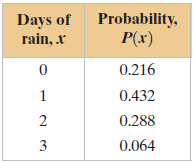 Days of rain, x Probability, P(x)
0 0.216
1 0.432
2 0.288
3 0.064